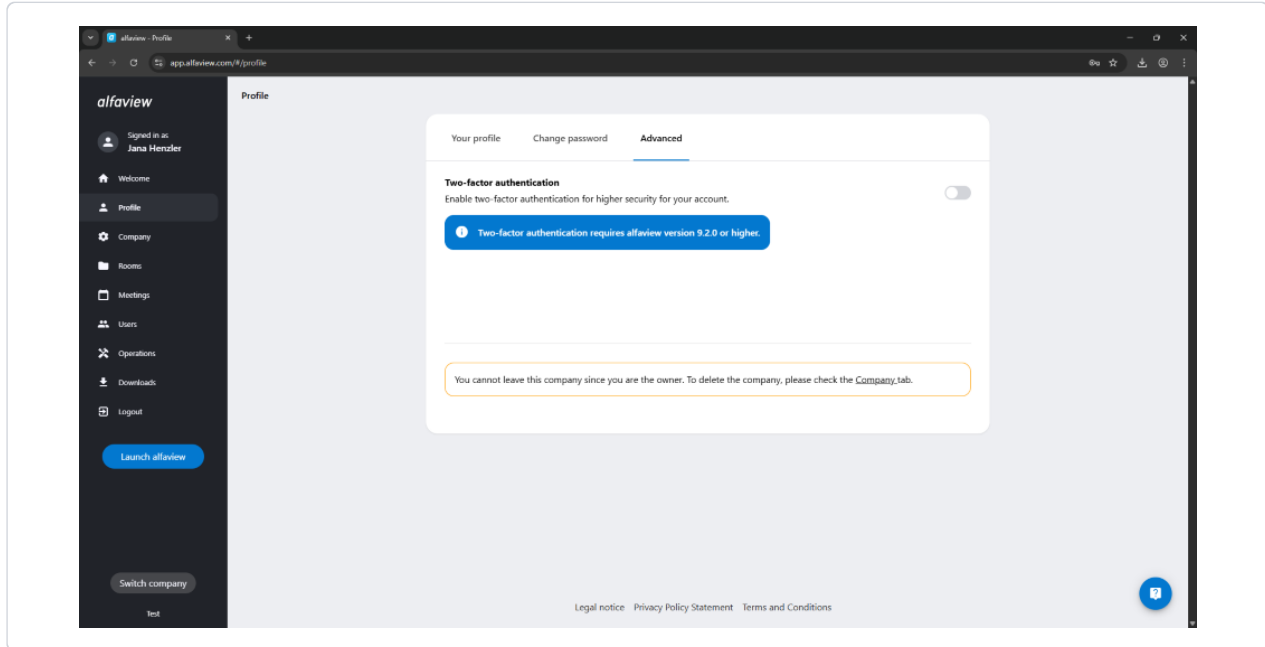 alfaview - Profile
app.alfaview.com/#/profile
alfaview
Signed in as
Jana Henzler
Welcome
Profile
Company
Rooms
Meetings
Users
Operations
Downloads
Logout
Launch alfaview
Switch company
Test
Profile
Your profile Change password Advanced
Two-factor authentication
Enable two-factor authentication for higher security for your account.
Two-factor authentication requires alfaview version 9.2.0 or higher.
You cannot leave this company since you are the owner. To delete the company, please check the Company tab.
Legal notice Privacy Policy Statement Terms and Conditions